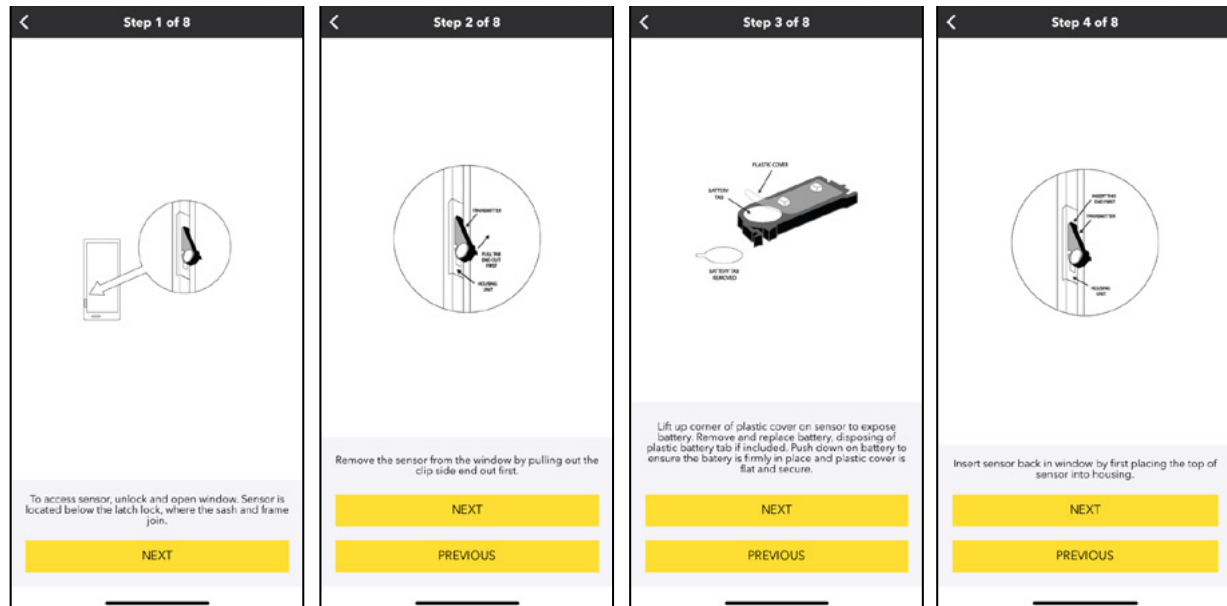 Step 1 of 8
To access sensor, unlock and open window. Sensor is
located below the latch lock, where the sash and frame
join.
NEXT
Step 2 of 8
TRANSMITTER
PULL TAB
END OUT
FIRST
HOUSING
UNIT
Remove the sensor from the window by pulling out the
clip side end out first.
NEXT
PREVIOUS
Step 3 of 8
PLASTIC COVER
BATTERY
TAB
BATTERY TAB
REMOVED
Lift up corner of plastic cover on sensor to expose
battery. Remove and replace battery, disposing of
plastic battery tab if included. Push down on battery to
ensure the batery is firmly in place and plastic cover is
flat and secure.
NEXT
PREVIOUS
Step 4 of 8
INSERT THIS
END FIRST
TRANSMITTER
HOUSING
UNIT
Insert sensor back in window by first placing the top of
sensor into housing.
NEXT
PREVIOUS